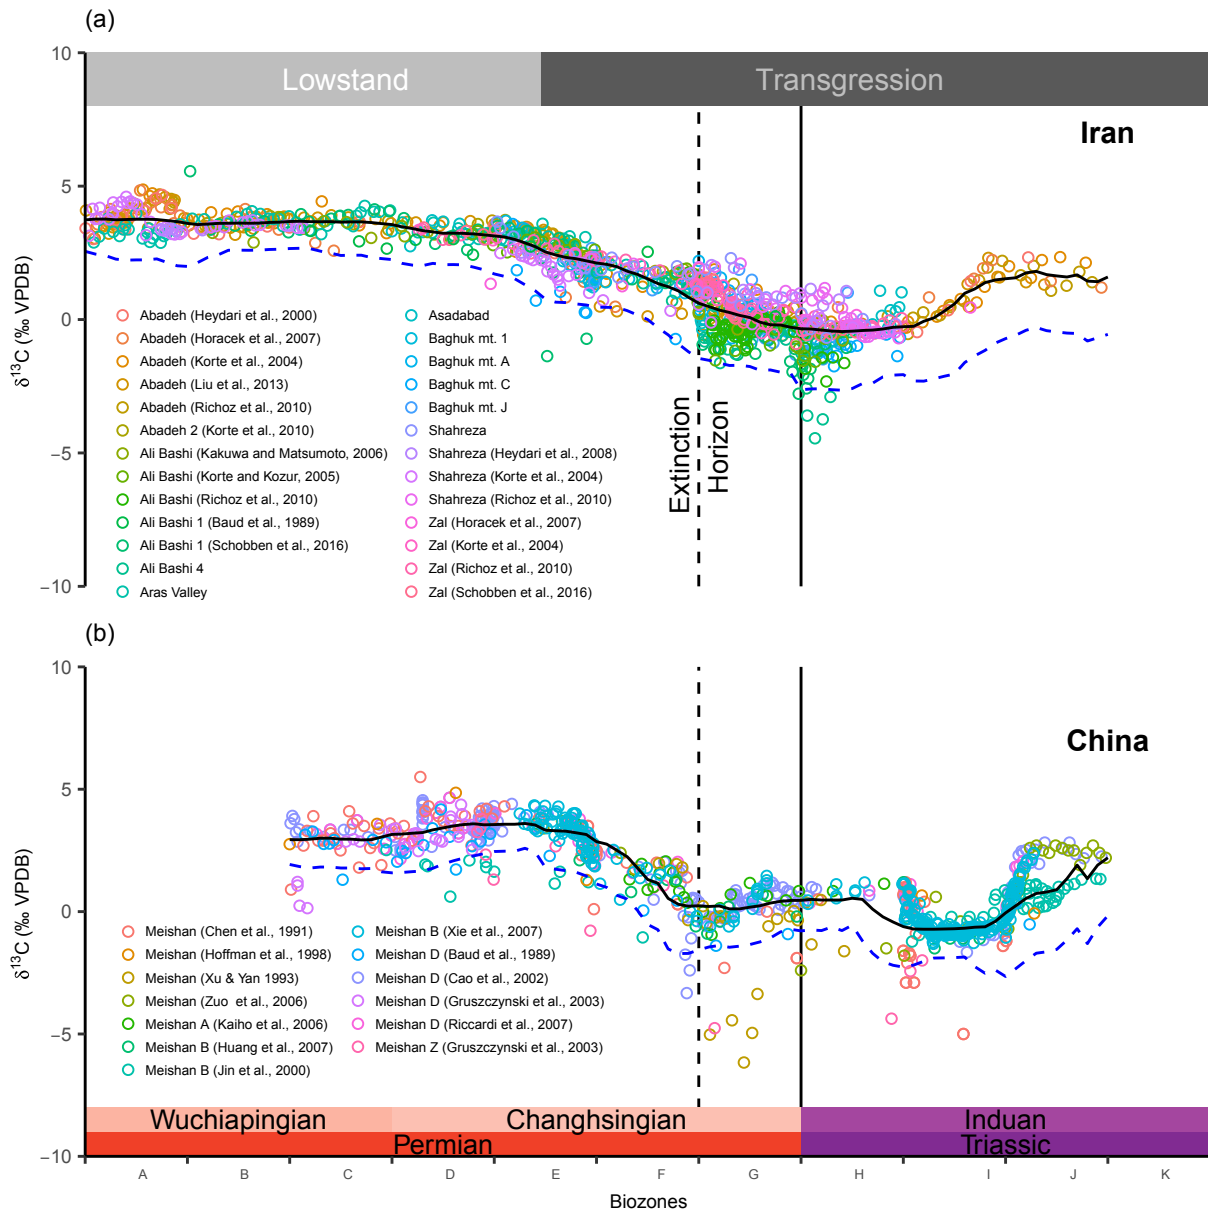 (a)
10
5
0
−5
−10
δ13C (‰ VPDB)
Lowstand
Transgression
Iran
Extinction
Horizon
Abadeh (Heydari et al., 2000)
Abadeh (Horacek et al., 2007)
Abadeh (Korte et al., 2004)
Abadeh (Liu et al., 2013)
Abadeh (Richoz et al., 2010)
Abadeh 2 (Korte et al., 2010)
Ali Bashi (Kakuwa and Matsumoto, 2006)
Ali Bashi (Korte and Kozur, 2005)
Ali Bashi (Richoz et al., 2010)
Ali Bashi 1 (Baud et al., 1989)
Ali Bashi 1 (Schobben et al., 2016)
Ali Bashi 4
Aras Valley
Asadabad
Baghuk mt. 1
Baghuk mt. A
Baghuk mt. C
Baghuk mt. J
Shahreza
Shahreza (Heydari et al., 2008)
Shahreza (Korte et al., 2004)
Shahreza (Richoz et al., 2010)
Zal (Horacek et al., 2007)
Zal (Korte et al., 2004)
Zal (Richoz et al., 2010)
Zal (Schobben et al., 2016)
(b)
10
5
0
−5
−10
δ13C (‰ VPDB)
China
Meishan (Chen et al., 1991)
Meishan (Hoffman et al., 1998)
Meishan (Xu & Yan 1993)
Meishan (Zuo et al., 2006)
Meishan A (Kaiho et al., 2006)
Meishan B (Huang et al., 2007)
Meishan B (Jin et al., 2000)
Meishan B (Xie et al., 2007)
Meishan D (Baud et al., 1989)
Meishan D (Cao et al., 2002)
Meishan D (Gruszczynski et al., 2003)
Meishan D (Riccardi et al., 2007)
Meishan Z (Gruszczynski et al., 2003)
Wuchiapingian
Changhsingian
Induan
Permian
Triassic
A B C D E F G H I J K
Biozones